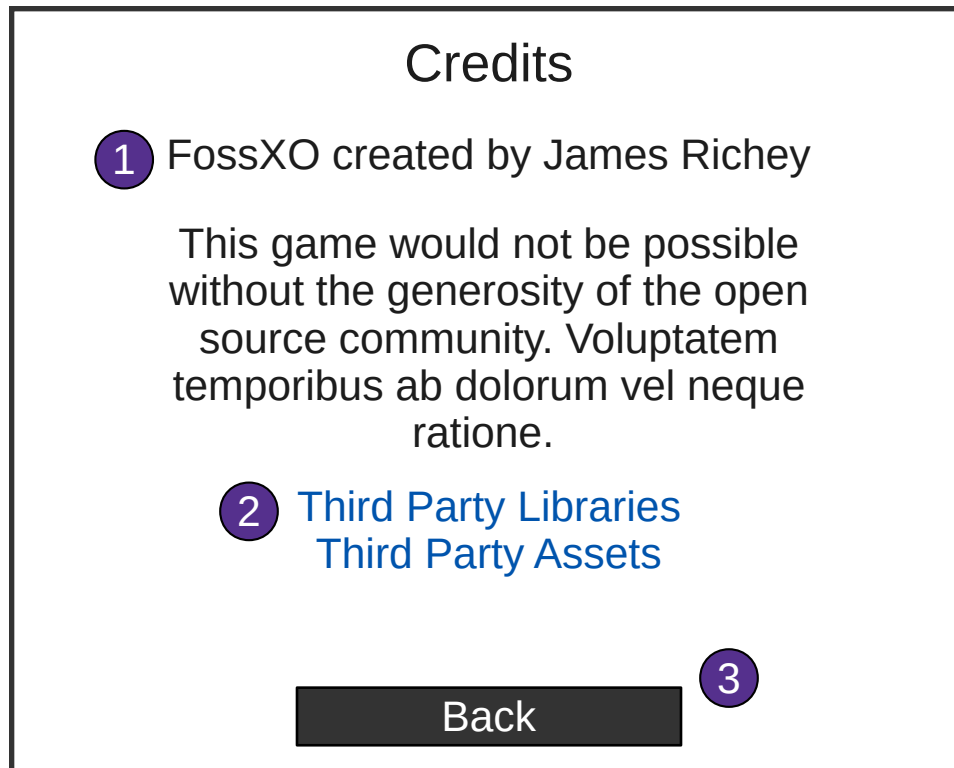 Credits
1 FossXO created by James Richey
This game would not be possible
without the generosity of the open
source community. Voluptatem
temporibus ab dolorum vel neque
ratione.
2 Third Party Libraries
Third Party Assets
3
Back